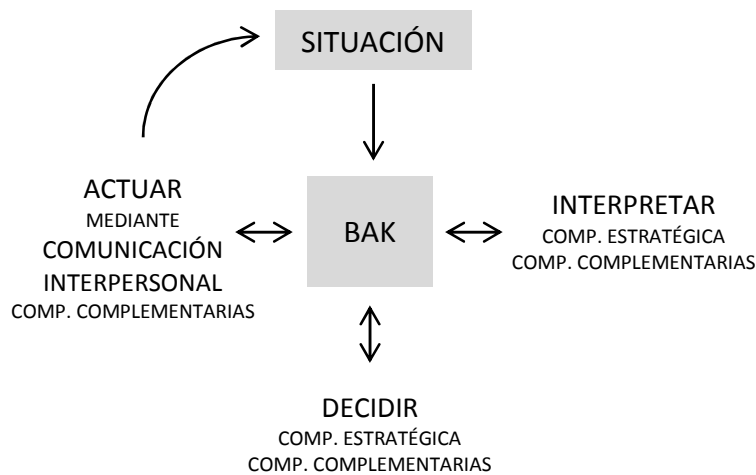 SITUACIÓN
ACTUAR
MEDIANTE
COMUNICACIÓN
INTERPERSONAL
COMP. COMPLEMENTARIAS
BAK
INTERPRETAR
COMP. ESTRATÉGICA
COMP. COMPLEMENTARIAS
DECIDIR
COMP. ESTRATÉGICA
COMP. COMPLEMENTARIAS